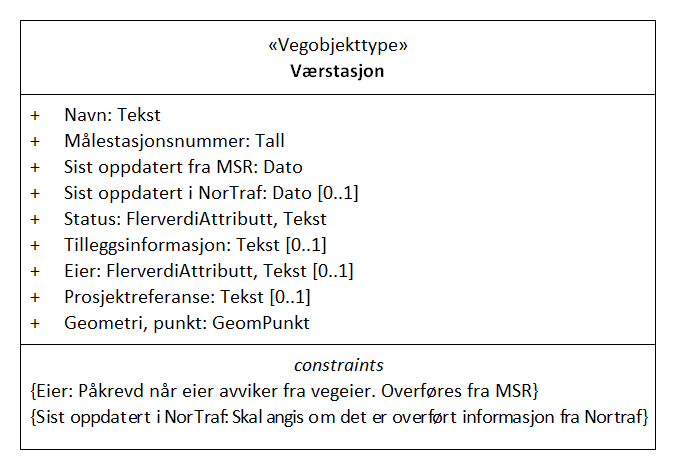 «Vegobjekttype»
Værstasjon
+ Navn: Tekst
+ Målestasjonsnummer: Tall
+ Sist oppdatert fra MSR: Dato
+ Sist oppdatert i NorTraf: Dato [0..1]
+ Status: FlerverdiAttributt, Tekst
+ Tilleggsinformasjon: Tekst [0..1]
+ Eier: FlerverdiAttributt, Tekst [0..1]
+ Prosjektreferanse: Tekst [0..1]
+ Geometri, punkt: GeomPunkt
constraints
{Eier: Påkrevd når eier avviker fra vegeier. Overføres fra MSR}
{Sist oppdatert i NorTraf: Skal angis om det er overført informasjon fra Nortraf}